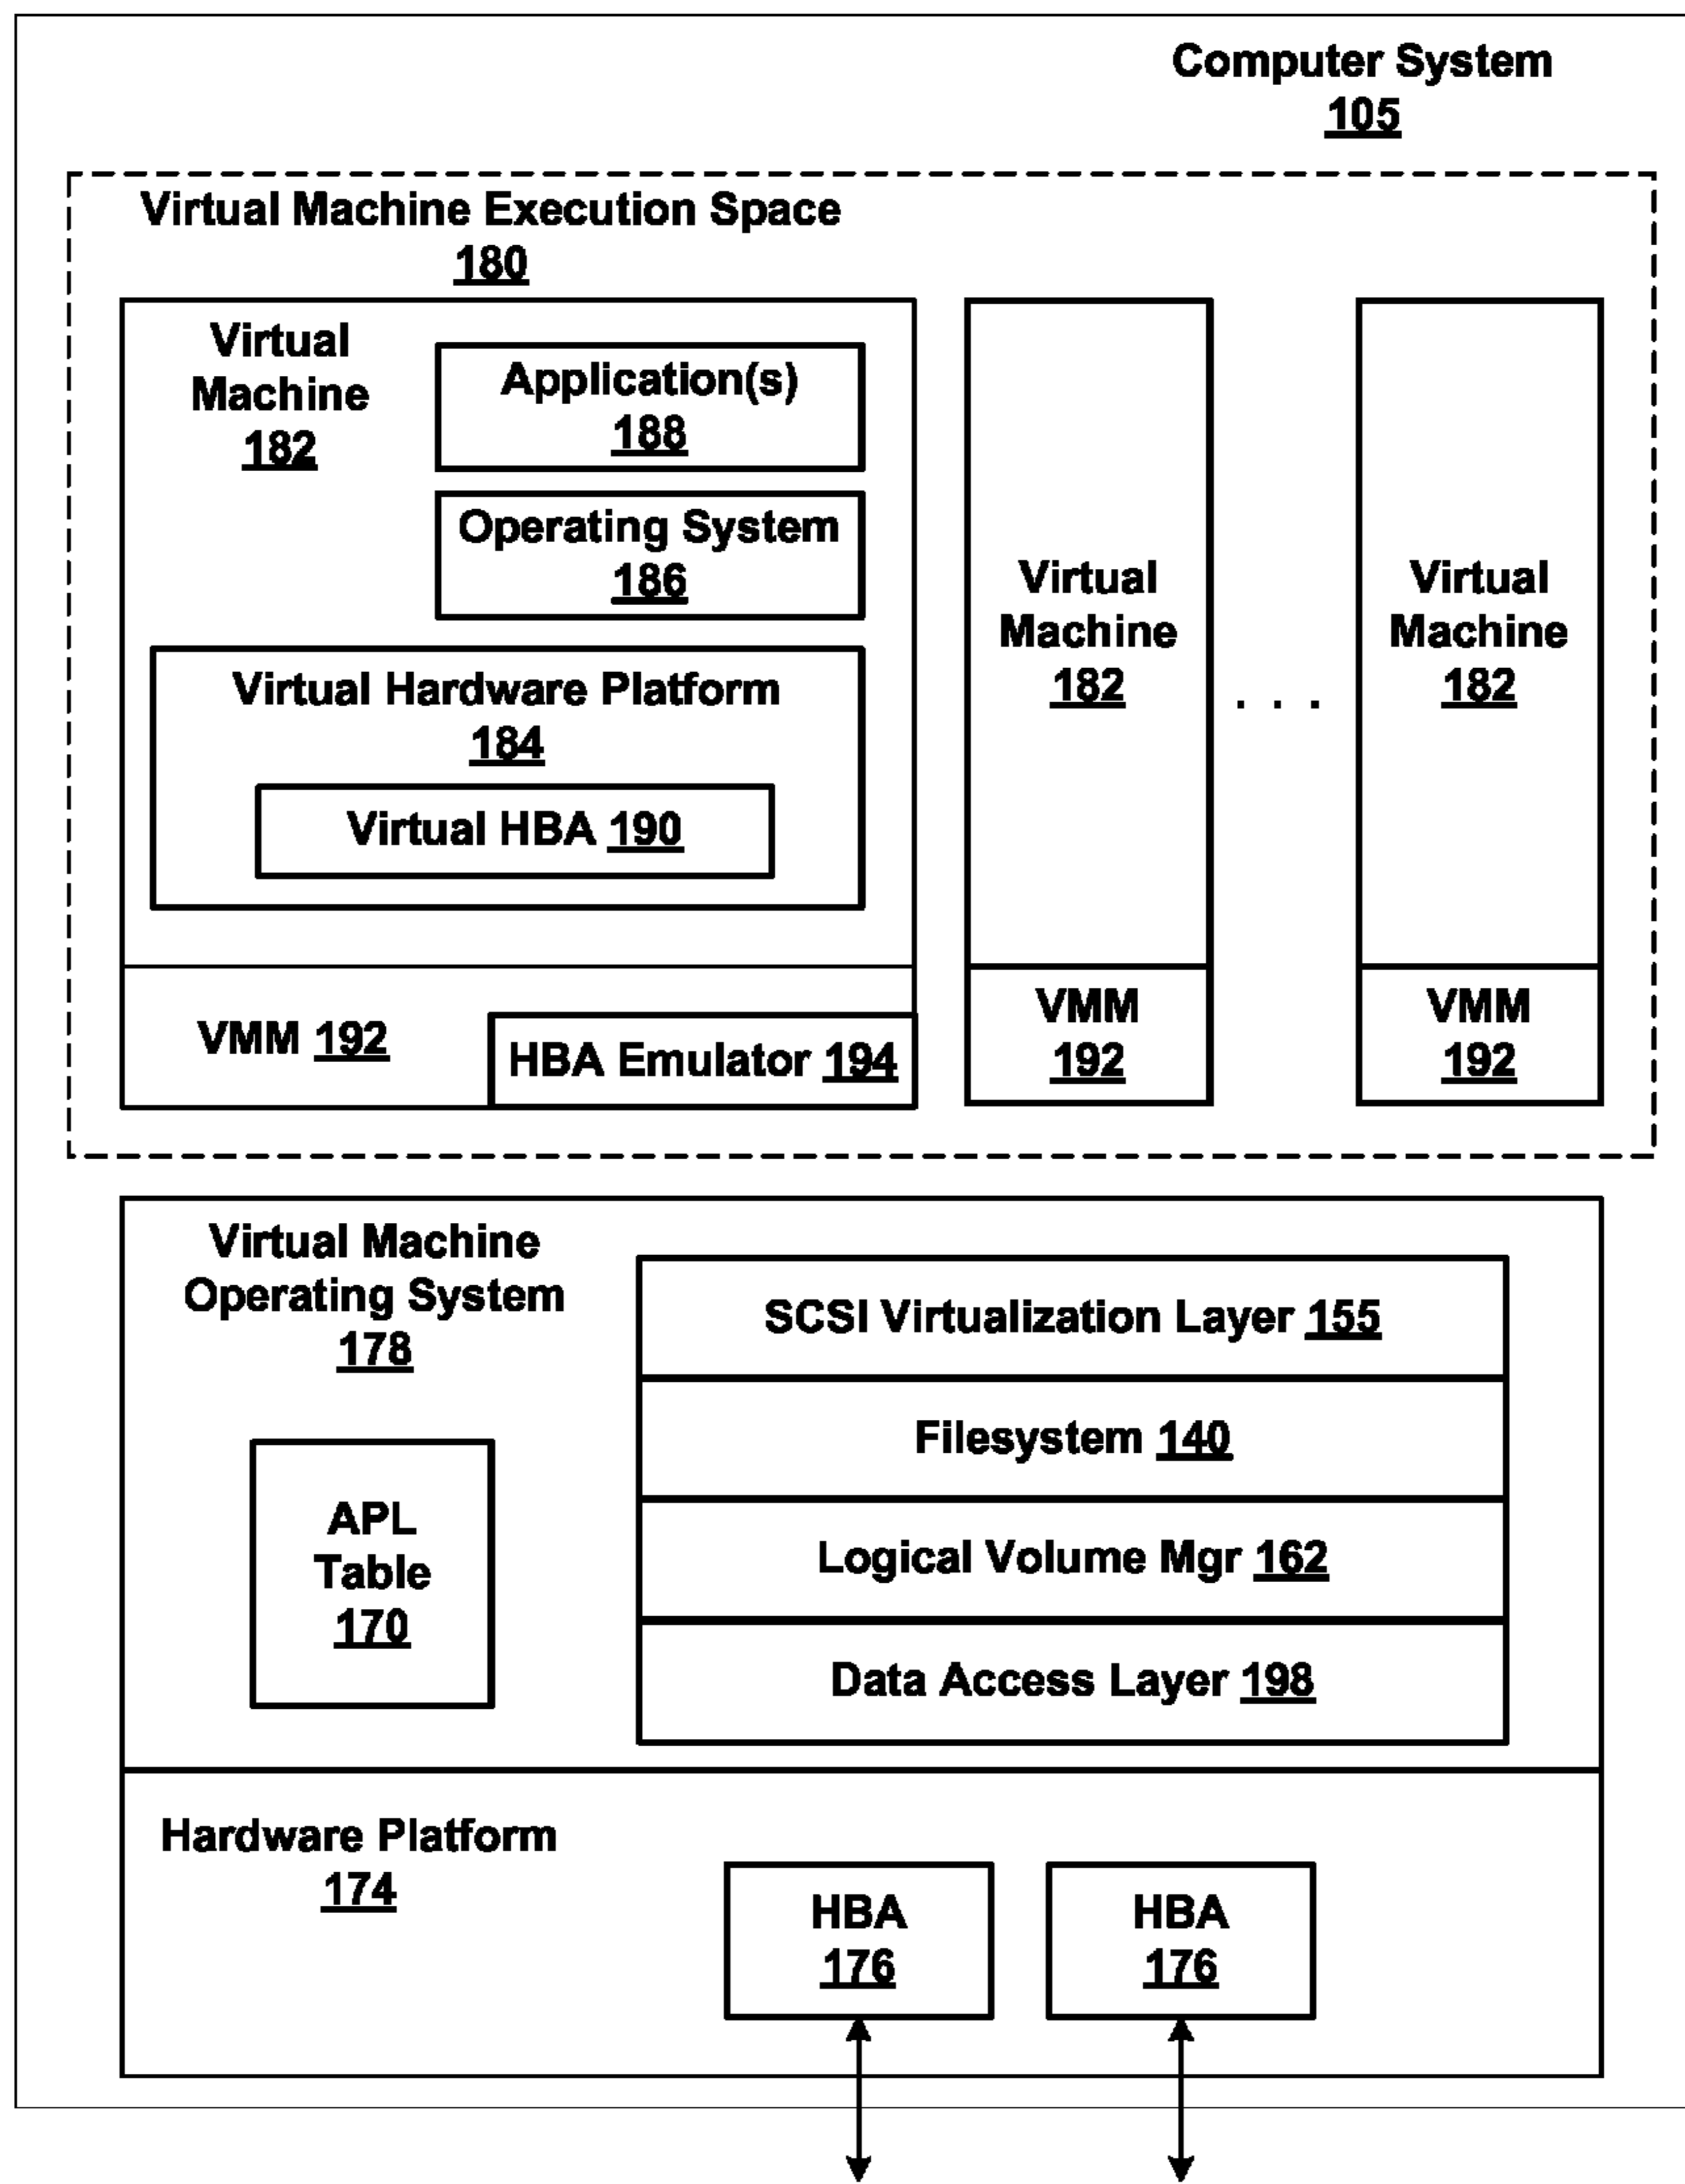 Computer System
105
Virtual Machine Execution Space
180
Virtual
Machine
182
Application(s)
188
Operating System
186
Virtual Hardware Platform
184
Virtual HBA 190
VMM 192
HBA Emulator 194
Virtual
Machine
182
VMM
192
. . .
Virtual
Machine
182
VMM
192
Virtual Machine
Operating System
178
APL
Table
170
SCSI Virtualization Layer 155
Filesystem 140
Logical Volume Mgr 162
Data Access Layer 198
Hardware Platform
174
HBA
176
HBA
176